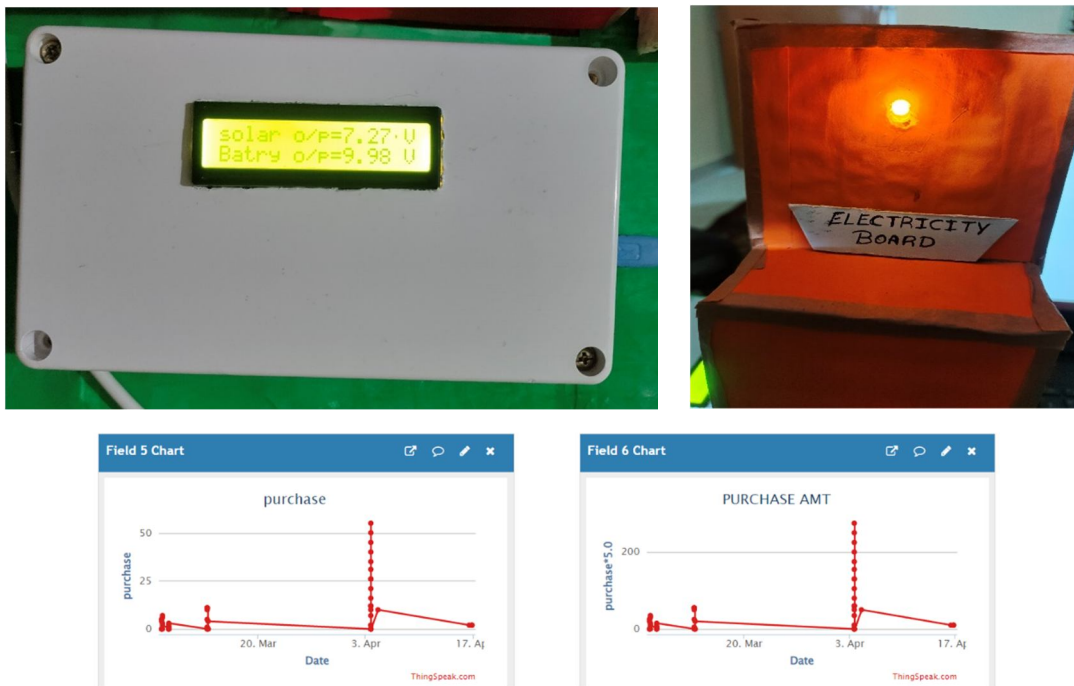 solar o/p=7.27 V
Batry o/p=9.98 V
ELECTRICITY
BOARD
Field 5 Chart
purchase
50
25
0
purchase
20. Mar
3. Apr
17. Ap
Date
ThingSpeak.com
Field 6 Chart
PURCHASE AMT
200
0
purchase*5.0
20. Mar
3. Apr
17. Ap
Date
ThingSpeak.com